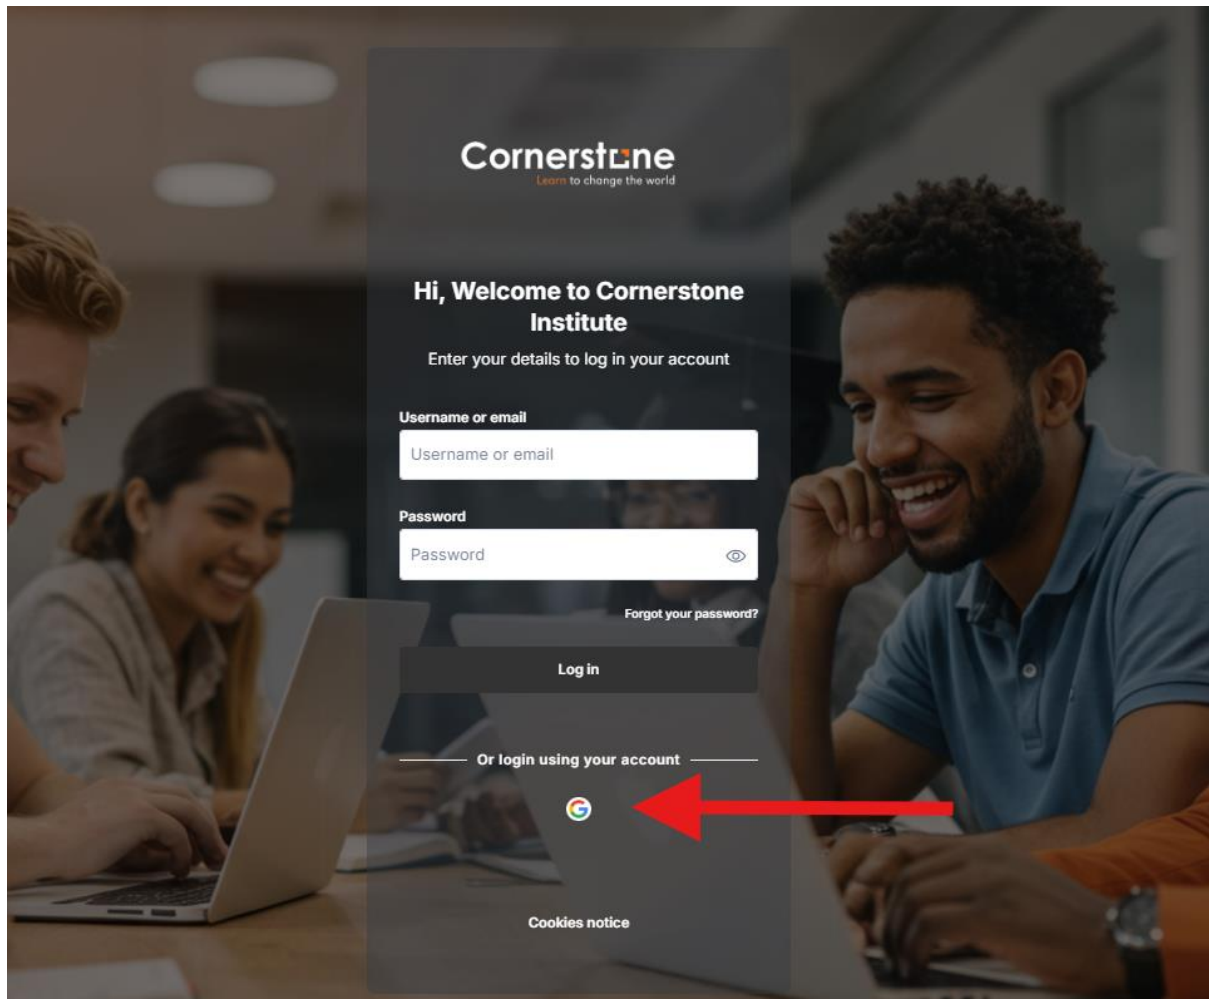 Cornerstone
Learn to change the world
Hi, Welcome to Cornerstone
Institute
Enter your details to log in your account
Username or email
Username or email
Password
Password
Forgot your password?
Log in
Or login using your account
Cookies notice